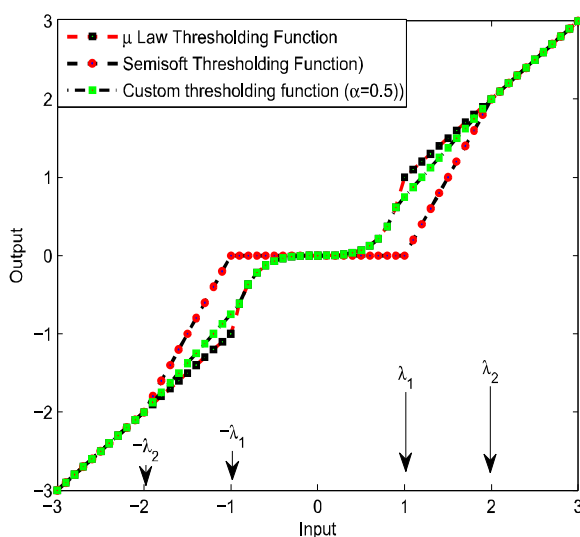 μ Law Thresholding Function
Semisoft Thresholding Function)
Custom thresholding function (α=0.5))
3
2
1
0
−1
−2
−3
Output
−λ2
−λ1
λ1
λ2
−3
−2
−1
0
1
2
3
Input